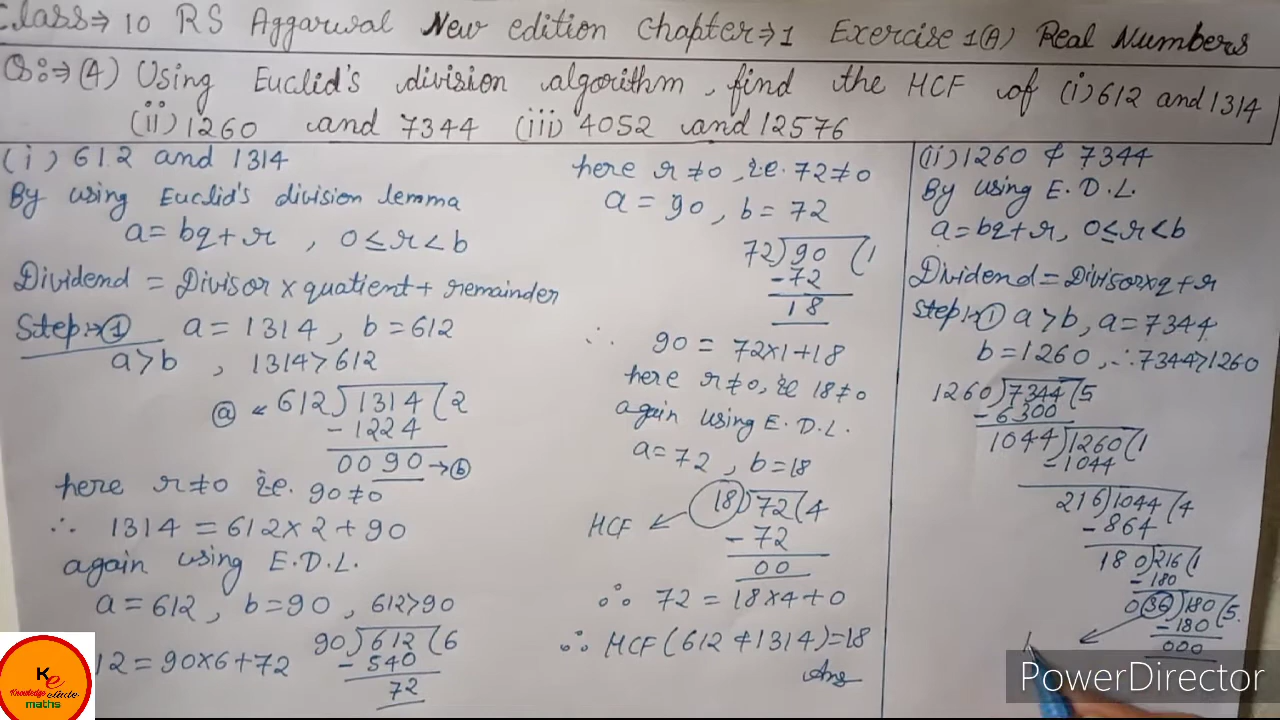 Class⇒ 10 RS Aggarwal New edition Chapter⇒1 Exercise 1(A) Real Numbers
Q:⇒(4) Using Euclid's division algorithm, find the HCF of (i) 612 and 1314
(ii) 1260 and 7344 (iii) 4052 and 12576
(i) 612 and 1314
By using Euclid's division lemma
a = bq + r , 0≤r<b
Dividend = Divisor × quatient + remainder
Step:→① a = 1314 , b = 612
a>b , 1314>612
ⓐ ← 612)1314(2
-1224
0090 →ⓑ
here r≠0 i.e. 90≠0
∴ 1314 = 612×2 + 90
again using E.D.L.
a = 612 , b = 90 , 612>90
90)612(6
-540
72
12 = 90×6+72
here r≠0 , i.e. 72≠0
a = 90 , b = 72
72)90(1
-72
18
∴ 90 = 72×1+18
here r≠0, ie 18≠0
again using E.D.L.
a = 72 , b = 18
HCF ← 18)72(4
-72
00
∴ 72 = 18×4+0
∴ HCF (612 & 1314) = 18
Ans
(ii) 1260 & 7344
By using E.D.L.
a = bq + r, 0≤r<b
Dividend = Divisor×q + r
Step:→① a>b, a = 7344
b = 1260 , ∴ 7344>1260
1260)7344(5
-6300
1044)1260(1
-1044
216)1044(4
-864
180)216(1
-180
036)180(5.
180
000
Ke
Knowledge
maths
PowerDirector